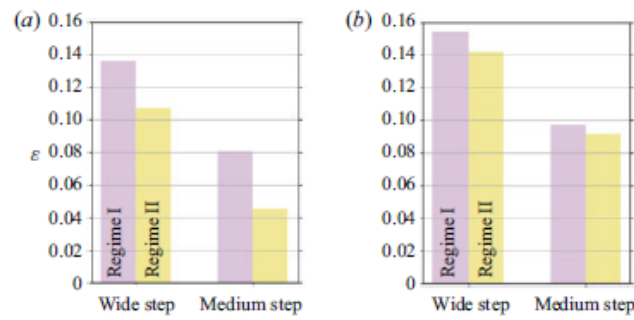 (a)
0.16
0.14
0.12
0.10
0.08
0.06
0.04
0.02
0
ε
Regime I
Regime II
Wide step
Medium step
(b)
0.16
0.14
0.12
0.10
0.08
0.06
0.04
0.02
0
Regime I
Regime II
Wide step
Medium step